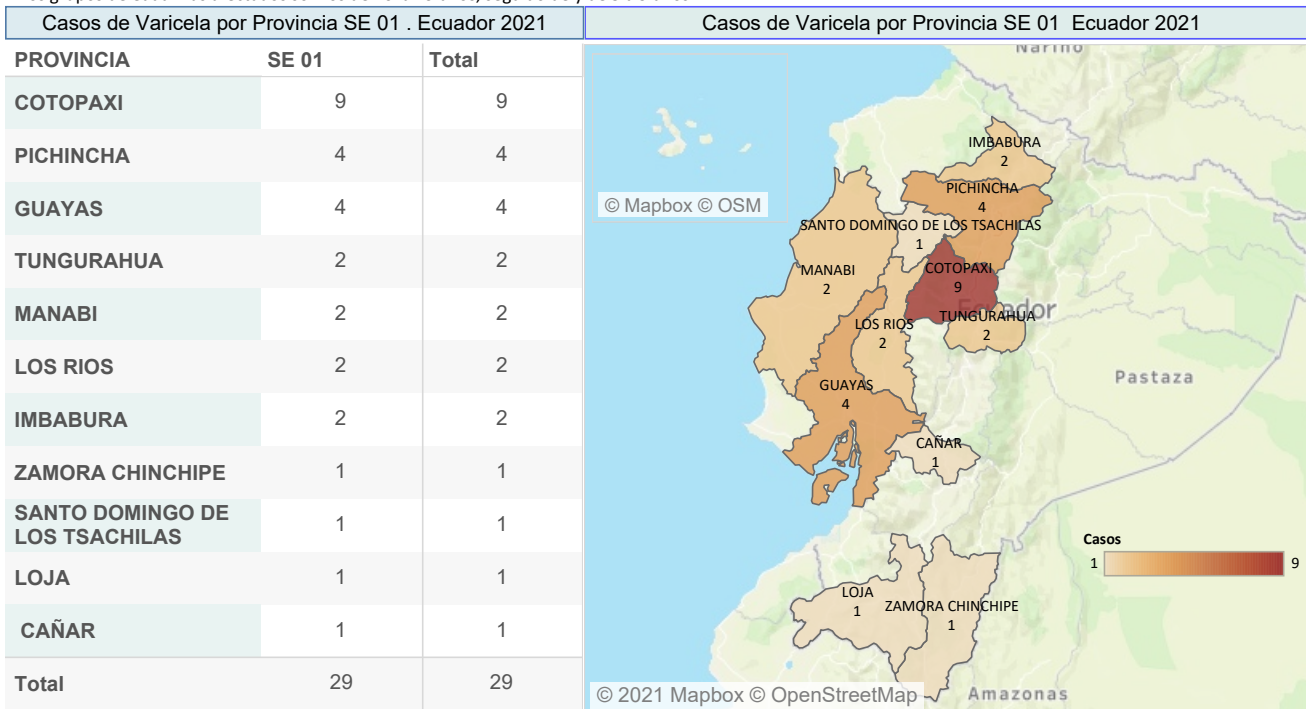 Casos de Varicela por Provincia SE 01 . Ecuador 2021
Casos de Varicela por Provincia SE 01 Ecuador 2021
PROVINCIA SE 01 Total
COTOPAXI 9 9
PICHINCHA 4 4
GUAYAS 4 4
TUNGURAHUA 2 2
MANABI 2 2
LOS RIOS 2 2
IMBABURA 2 2
ZAMORA CHINCHIPE 1 1
SANTO DOMINGO DE
LOS TSACHILAS 1 1
LOJA 1 1
CAÑAR 1 1
Total 29 29
Nariño
© Mapbox © OSM
IMBABURA
2
PICHINCHA
4
SANTO DOMINGO DE LOS TSACHILAS
1
MANABI
2
COTOPAXI
9
Ecuador
TUNGURAHUA
2
LOS RIOS
2
Pastaza
GUAYAS
4
CAÑAR
1
Casos
1 9
LOJA
1
ZAMORA CHINCHIPE
1
© 2021 Mapbox © OpenStreetMap
Amazonas